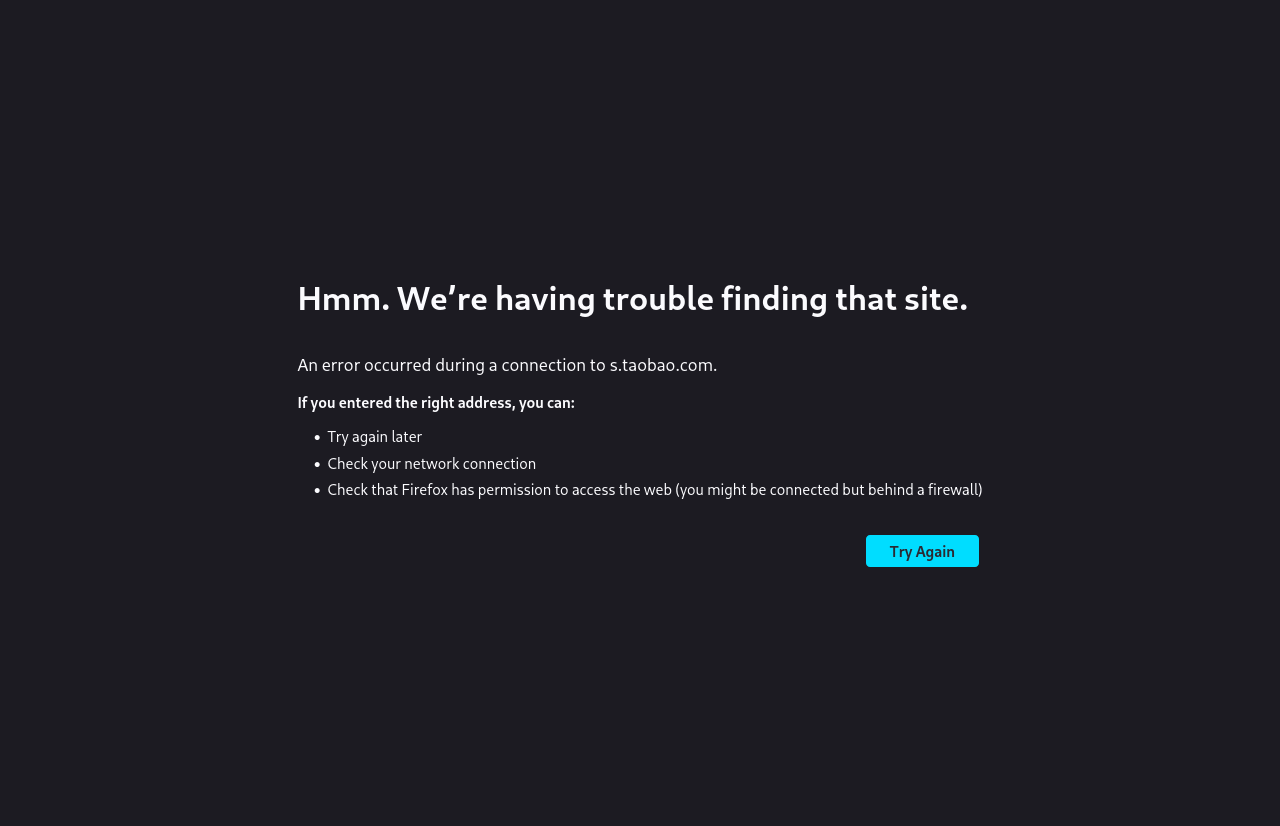 Hmm. We’re having trouble finding that site.
An error occurred during a connection to s.taobao.com.
If you entered the right address, you can:
• Try again later
• Check your network connection
• Check that Firefox has permission to access the web (you might be connected but behind a firewall)
Try Again